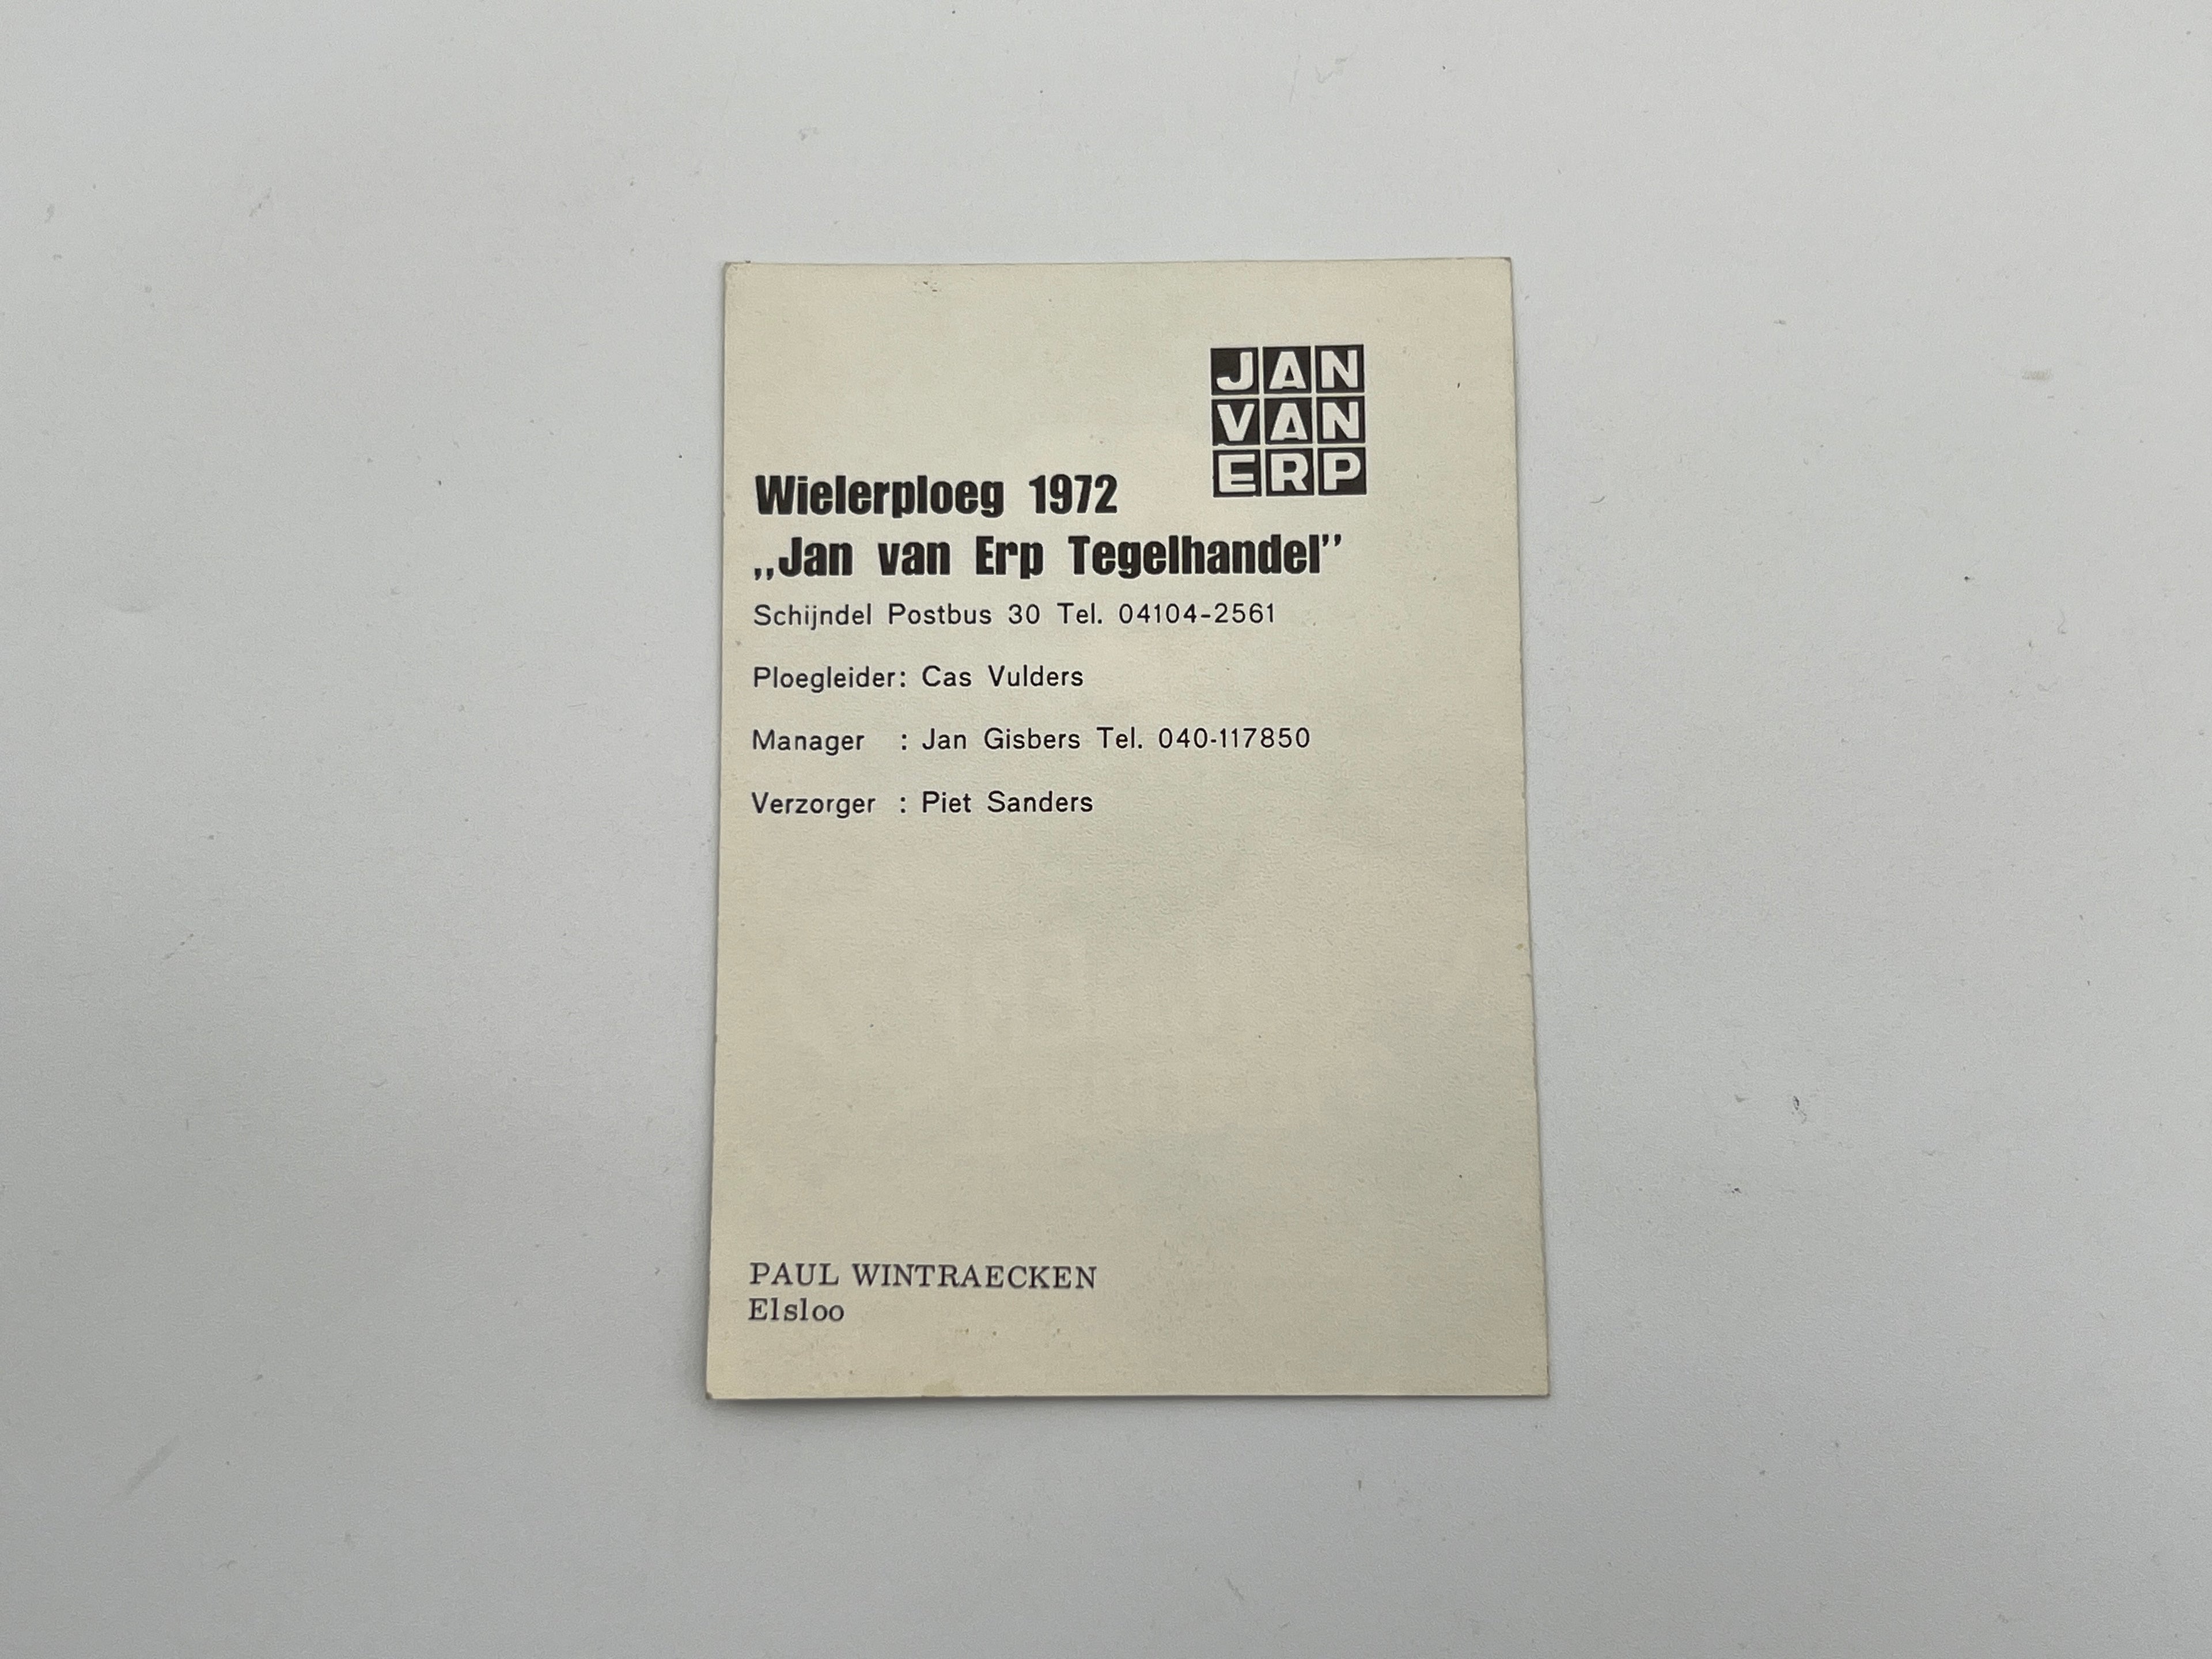 JAN
VAN
ERP
Wielerploeg 1972
„Jan van Erp Tegelhandel”
Schijndel Postbus 30 Tel. 04104-2561
Ploegleider: Cas Vulders
Manager : Jan Gisbers Tel. 040-117850
Verzorger : Piet Sanders
PAUL WINTRAECKEN
Elsloo